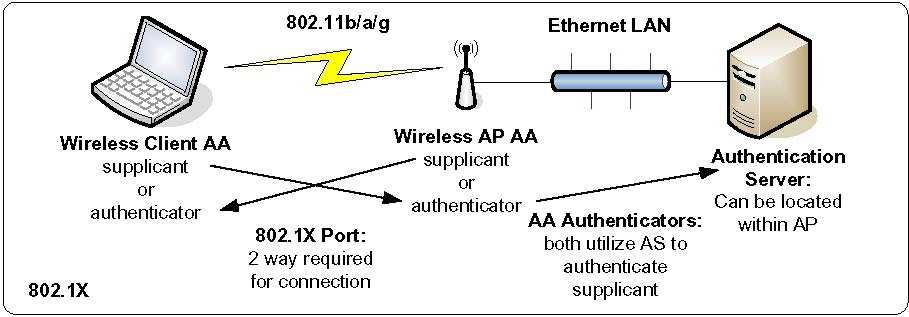 802.11b/a/g
Ethernet LAN
Wireless Client AA
supplicant
or
authenticator
Wireless AP AA
supplicant
or
authenticator
Authentication
Server:
Can be located
within AP
802.1X Port:
2 way required
for connection
AA Authenticators:
both utilize AS to
authenticate
supplicant
802.1X